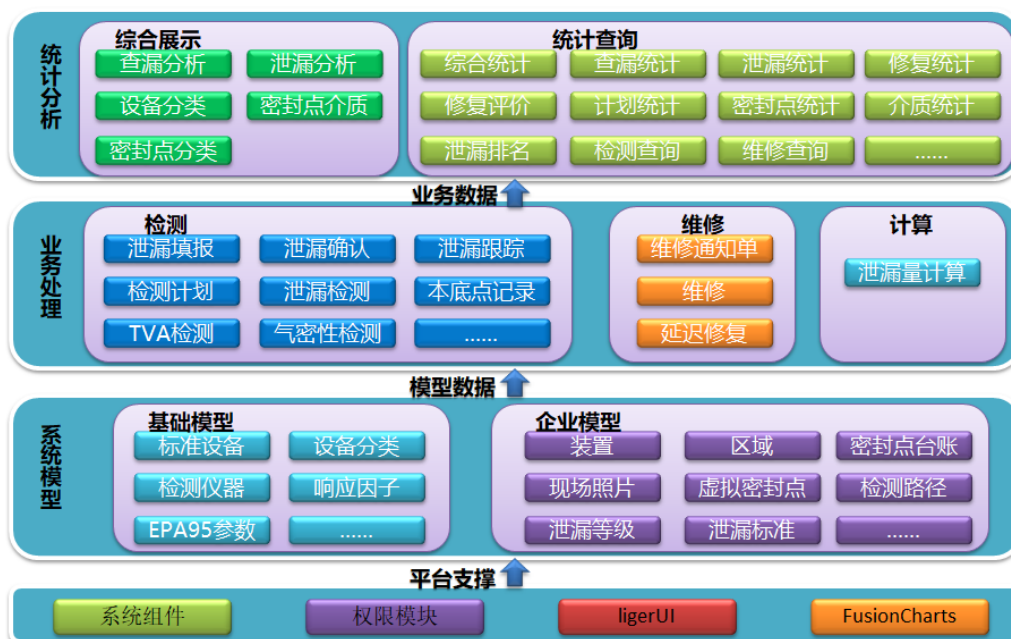 统计分析
综合展示
查漏分析 泄漏分析
设备分类 密封点介质
密封点分类
统计查询
综合统计 查漏统计 泄漏统计 修复统计
修复评价 计划统计 密封点统计 介质统计
泄漏排名 检测查询 维修查询 ......
业务数据
业务处理
检测
泄漏填报 泄漏确认 泄漏跟踪
检测计划 泄漏检测 本底点记录
TVA检测 气密性检测 ......
维修
维修通知单
维修
延迟修复
计算
泄漏量计算
模型数据
系统模型
基础模型
标准设备 设备分类
检测仪器 响应因子
EPA95参数 ......
企业模型
装置 区域 密封点台账
现场照片 虚拟密封点 检测路径
泄漏等级 泄漏标准 ......
平台支撑
系统组件 权限模块 ligerUI FusionCharts